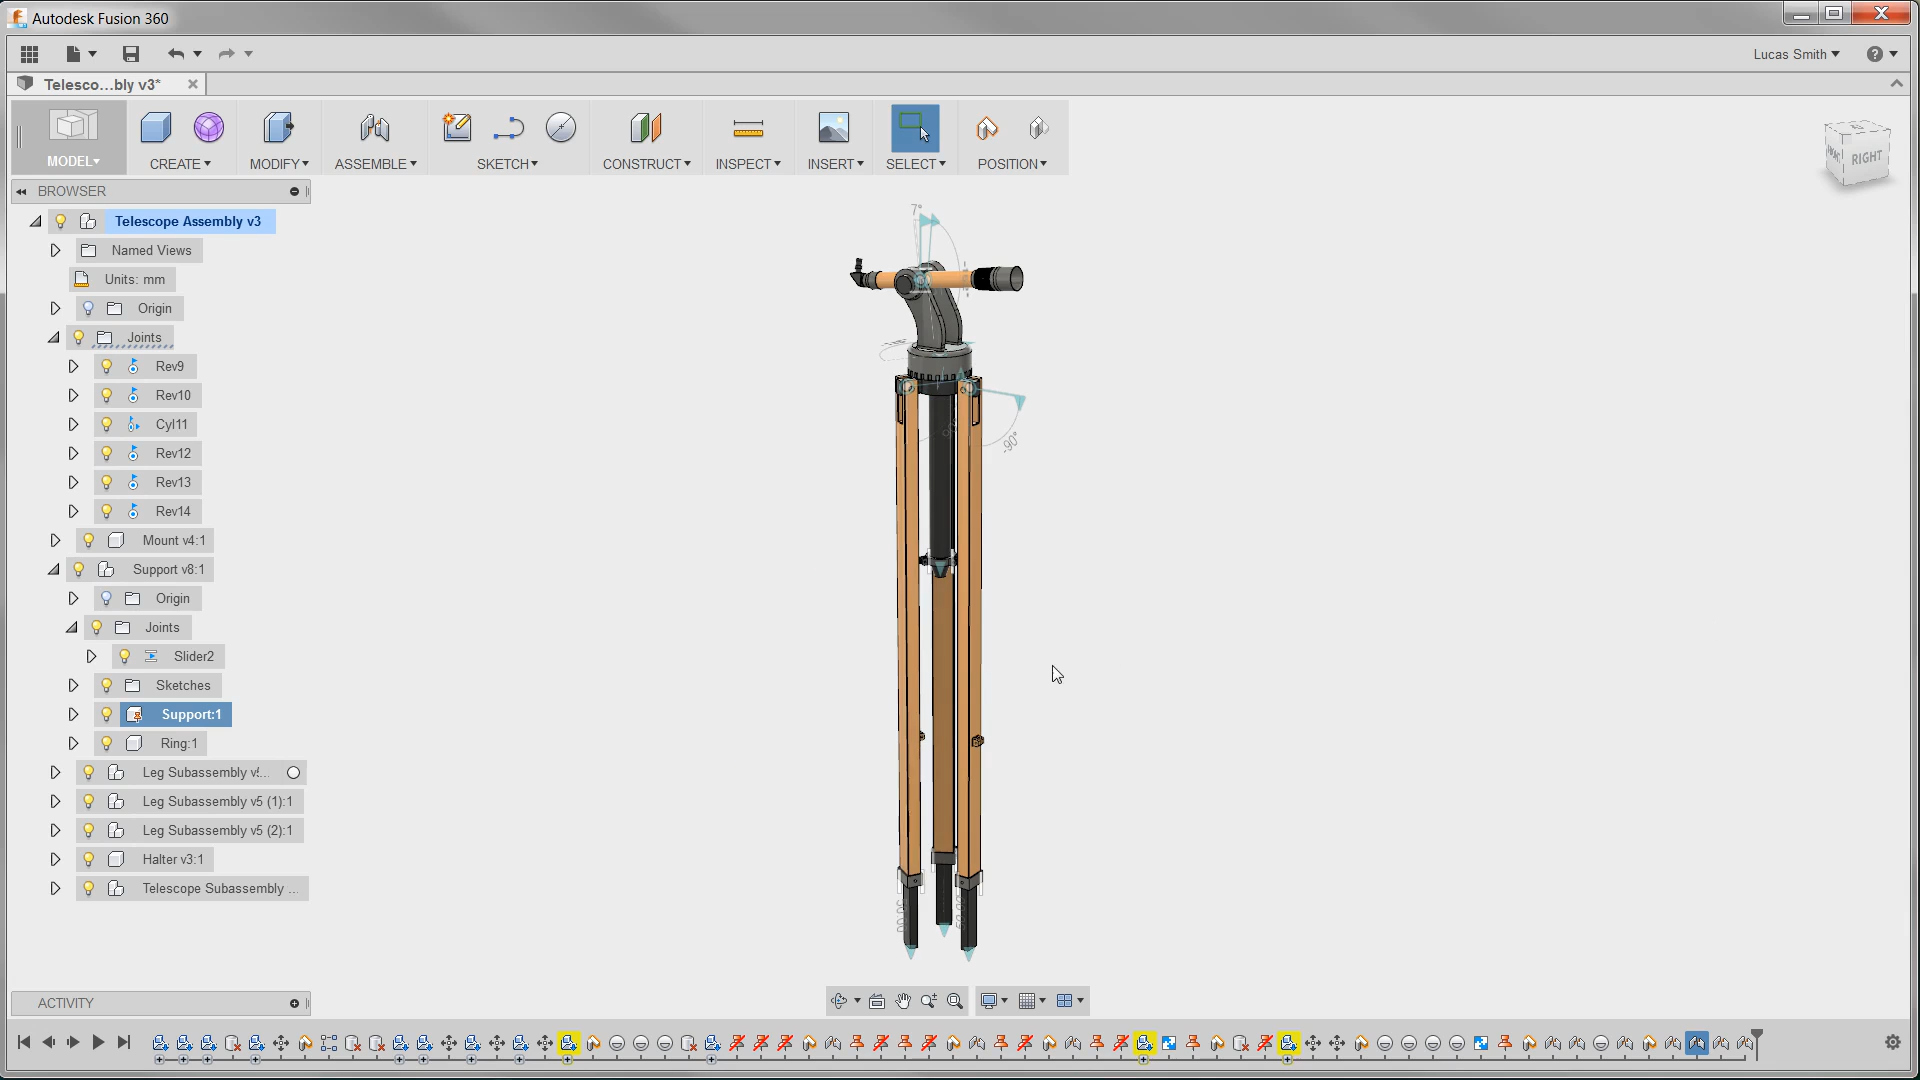 Autodesk Fusion 360
Lucas Smith
Telesco...bly v3*
MODEL
CREATE
MODIFY
ASSEMBLE
SKETCH
CONSTRUCT
INSPECT
INSERT
SELECT
POSITION
RIGHT
BROWSER
Telescope Assembly v3
Named Views
Units: mm
Origin
Joints
Rev9
Rev10
Cyl11
Rev12
Rev13
Rev14
Mount v4:1
Support v8:1
Origin
Joints
Slider2
Sketches
Support:1
Ring:1
Leg Subassembly v5...
Leg Subassembly v5 (1):1
Leg Subassembly v5 (2):1
Halter v3:1
Telescope Subassembly ...
7°
-90°
ACTIVITY